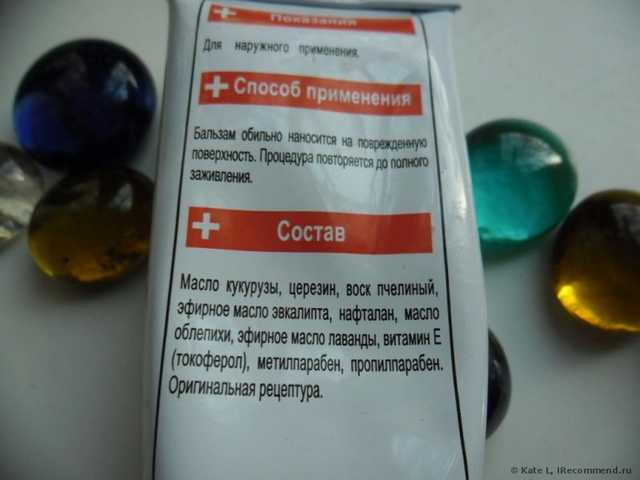 Показания
Для наружного применения.
Способ применения
Бальзам обильно наносится на поврежденную
поверхность. Процедура повторяется до полного
заживления.
Состав
Масло кукурузы, церезин, воск пчелиный,
эфирное масло эвкалипта, нафталан, масло
облепихи, эфирное масло лаванды, витамин Е
(токоферол), метилпарабен, пропилпарабен.
Оригинальная рецептура.
© Kate L, IRecommend.ru